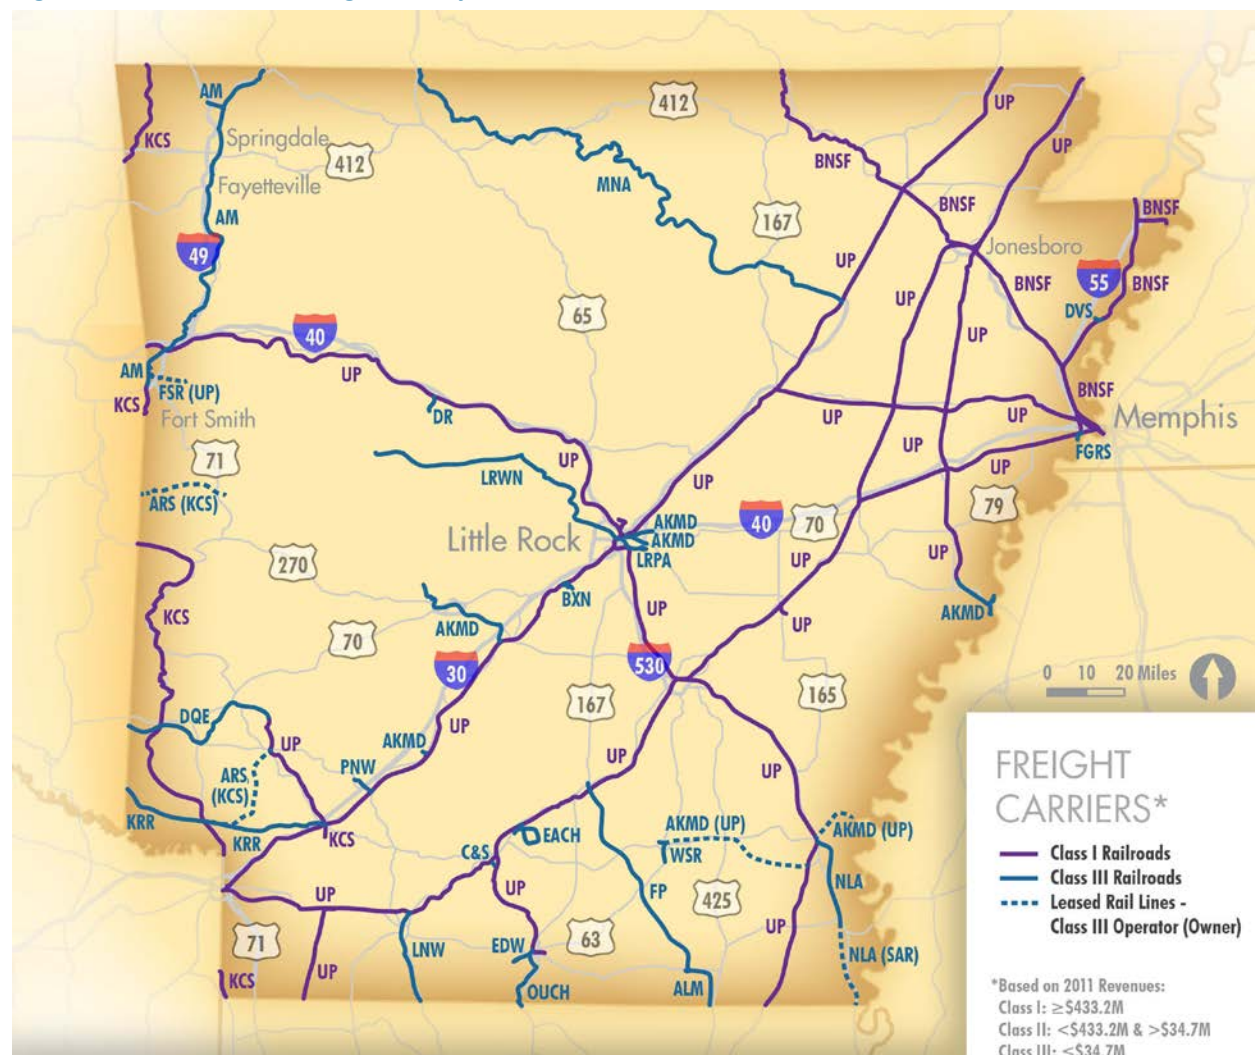 412
UP
AM
UP
KCS
Springdale
BNSF
412
MNA
Fayetteville
BNSF
BNSF
AM
167
49
Jonesboro
UP
BNSF
55
BNSF
UP
65
DVS
40
UP
AM
UP
FSR (UP)
BNSF
KCS
DR
UP
UP
Memphis
Fort Smith
UP
FGRS
71
UP
LRWN
UP
UP
ARS (KCS)
79
AKMD
40
70
Little Rock
AKMD
LRPA
UP
270
UP
BXN
UP
AKMD
KCS
UP
AKMD
70
30
530
0 10 20 Miles
165
167
DQE
UP
AKMD
UP
UP
PNW
UP
ARS
(KCS)
FREIGHT
CARRIERS*
KRR
AKMD (UP)
AKMD (UP)
EACH
KRR
KCS
C&S
WSR
Class I Railroads
Class III Railroads
UP
UP
FP
NLA
425
Leased Rail Lines -
Class III Operator (Owner)
UP
71
63
EDW
LNW
NLA (SAR)
UP
KCS
OUCH
ALM
*Based on 2011 Revenues:
Class I: ≥$433.2M
Class II: <$433.2M & >$34.7M
Class III: <$34.7M